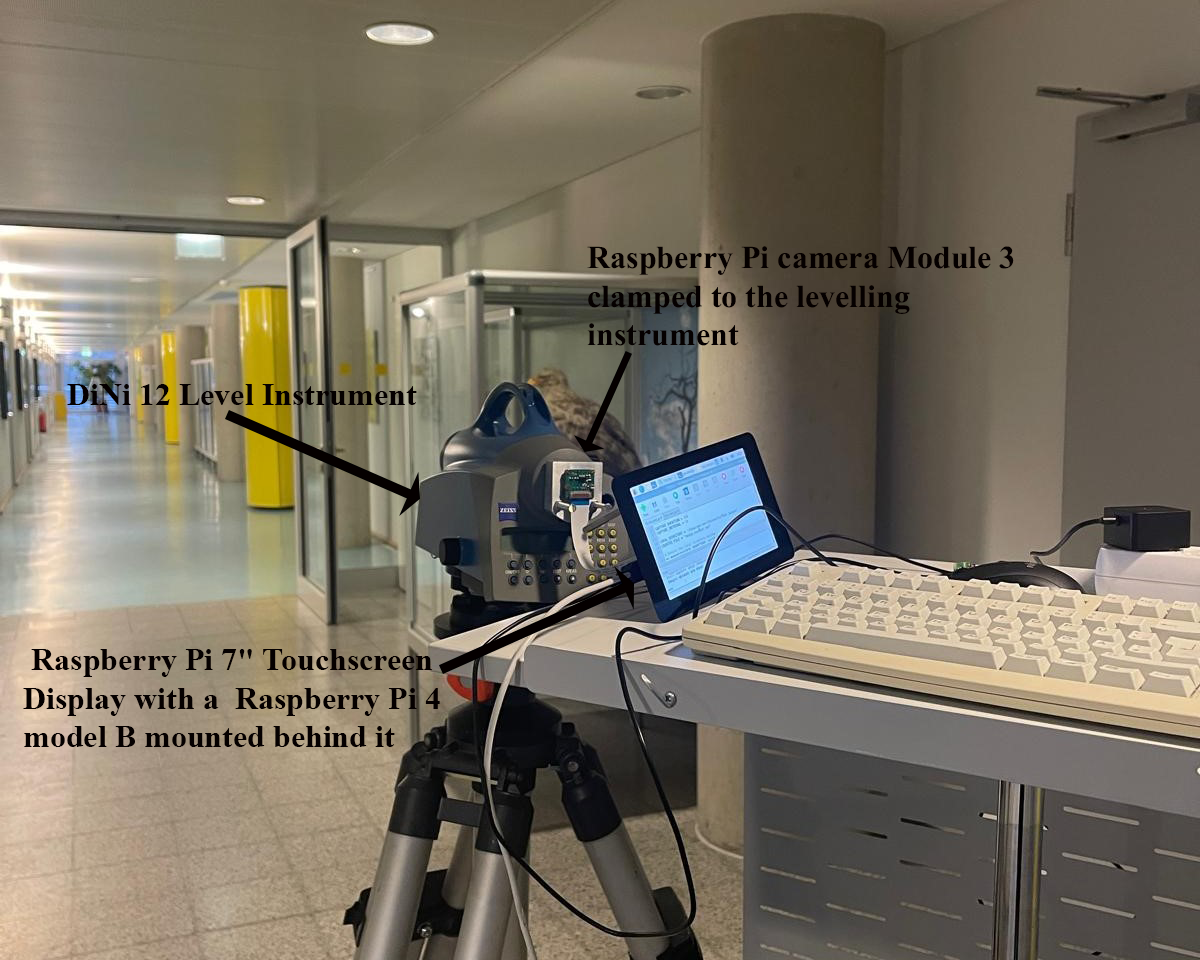 Raspberry Pi camera Module 3
clamped to the levelling
instrument
DiNi 12 Level Instrument
ZEISS
Raspberry Pi 7" Touchscreen
Display with a Raspberry Pi 4
model B mounted behind it